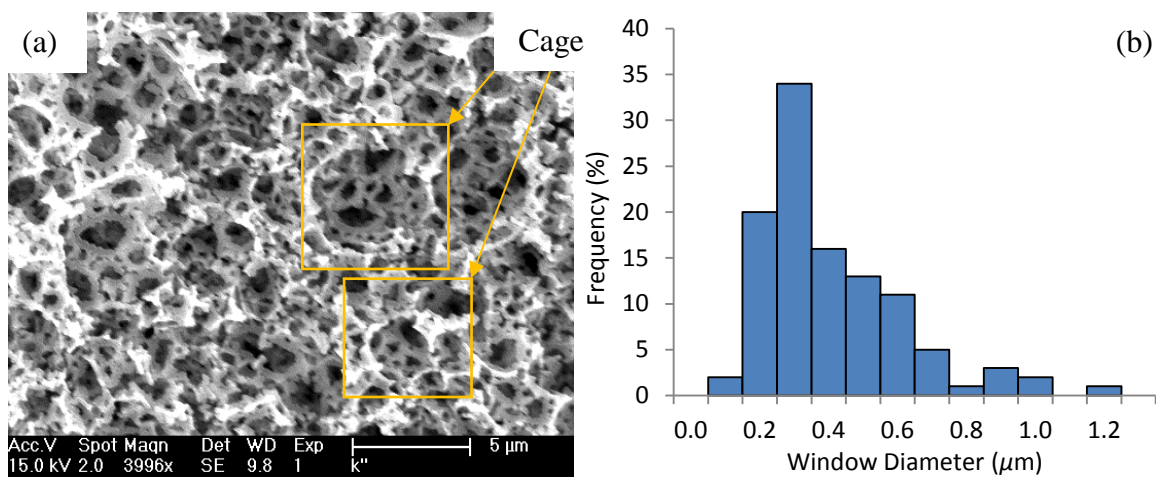 (a)
Cage
Acc.V Spot Magn Det WD Exp
15.0 kV 2.0 3996x SE 9.8 1 k"
5 µm
(b)
Frequency (%)
40
35
30
25
20
15
10
5
0
0.0 0.2 0.4 0.6 0.8 1.0 1.2
Window Diameter (µm)